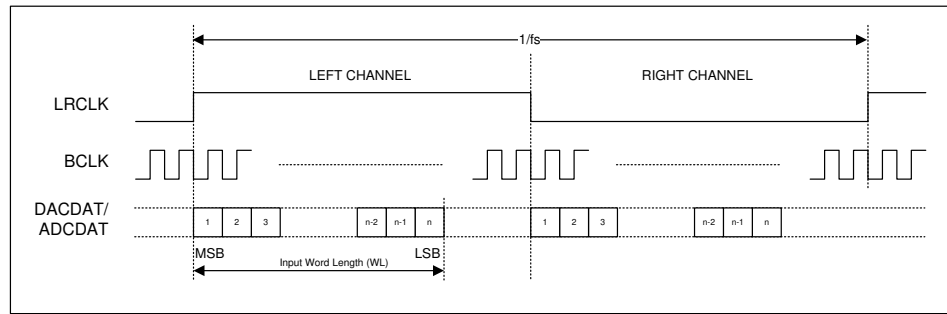 1/fs
LEFT CHANNEL
RIGHT CHANNEL
LRCLK
BCLK
DACDAT/
ADCDAT
1 2 3 n-2 n-1 n 1 2 3 n-2 n-1 n
MSB LSB
Input Word Length (WL)